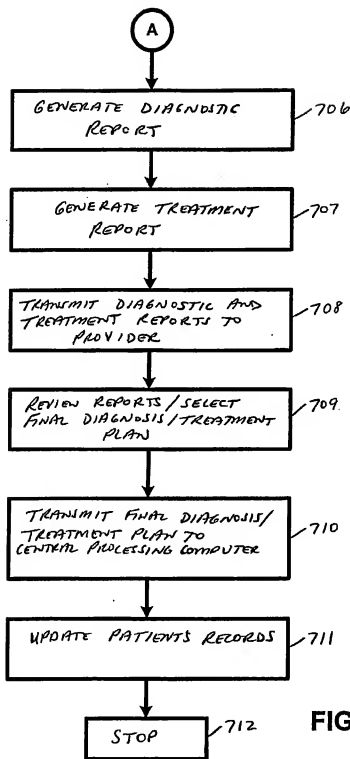 A
GENERATE DIAGNOSTIC
REPORT
706
GENERATE TREATMENT
REPORT
707
TRANSMIT DIAGNOSTIC AND
TREATMENT REPORTS TO
PROVIDER
708
REVIEW REPORTS/SELECT
FINAL DIAGNOSIS/TREATMENT
PLAN
709
TRANSMIT FINAL DIAGNOSIS/
TREATMENT PLAN TO
CENTRAL PROCESSING COMPUTER
710
UPDATE PATIENTS RECORDS
711
STOP
712
FIG